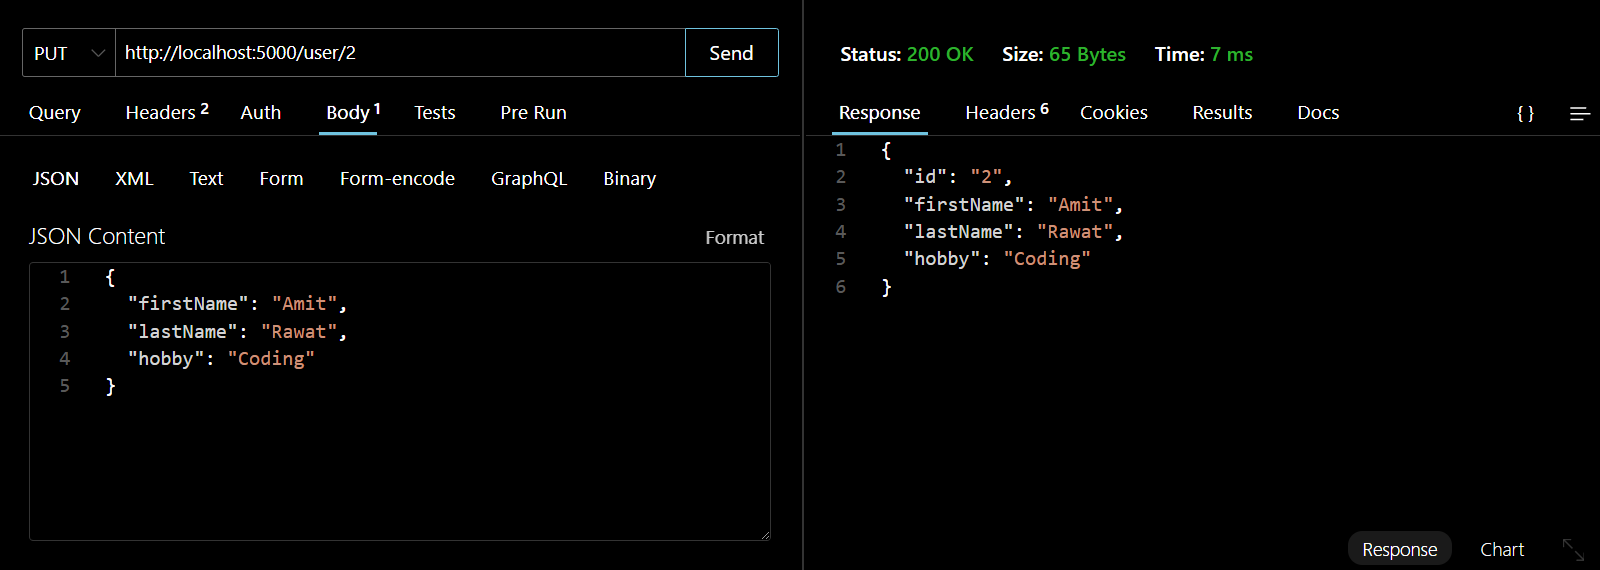 PUT http://localhost:5000/user/2 Send
Query Headers 2 Auth Body 1 Tests Pre Run
JSON XML Text Form Form-encode GraphQL Binary
JSON Content Format
1 {
2 "firstName": "Amit",
3 "lastName": "Rawat",
4 "hobby": "Coding"
5 }
Status: 200 OK Size: 65 Bytes Time: 7 ms
Response Headers 6 Cookies Results Docs { }
1 {
2 "id": "2",
3 "firstName": "Amit",
4 "lastName": "Rawat",
5 "hobby": "Coding"
6 }
Response Chart